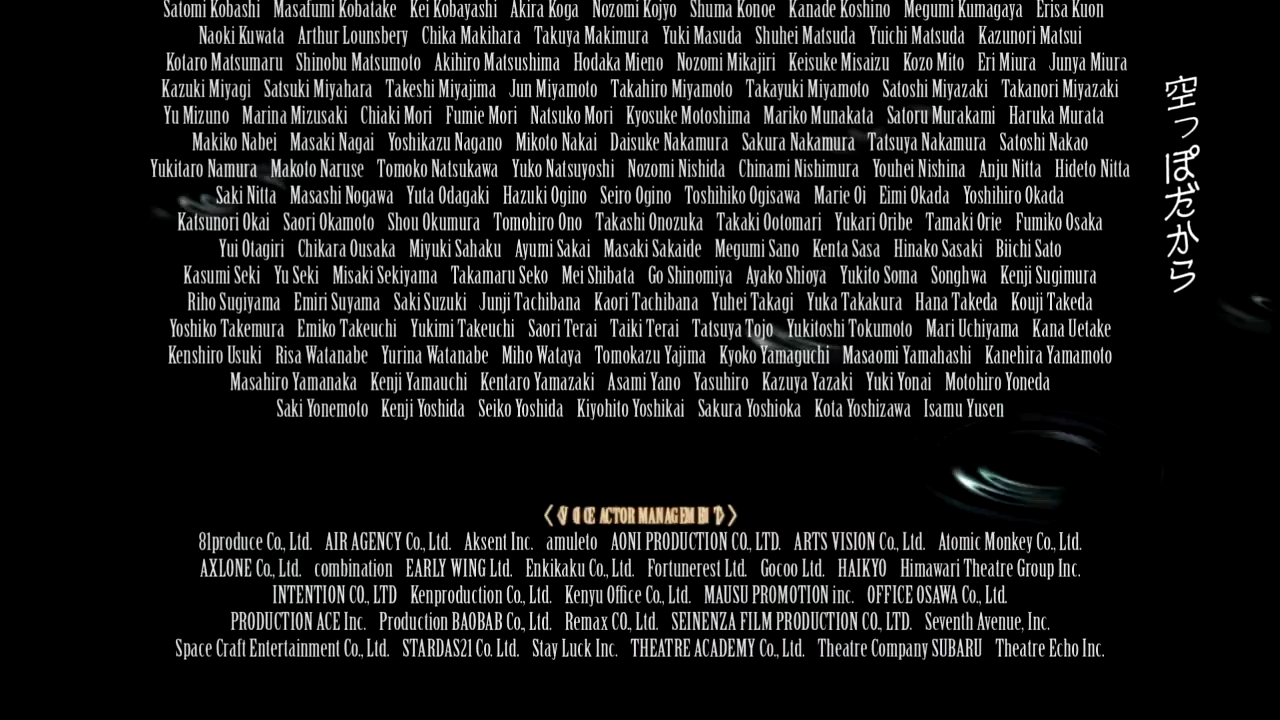 Satomi Kobashi Masafumi Kobatake Kei Kobayashi Akira Koga Nozomi Kojyo Shuma Konoe Kanade Koshino Megumi Kumagaya Erisa Kuon
Naoki Kuwata Arthur Lounsbery Chika Makihara Takuya Makimura Yuki Masuda Shuhei Matsuda Yuichi Matsuda Kazunori Matsui
Kotaro Matsumaru Shinobu Matsumoto Akihiro Matsushima Hodaka Mieno Nozomi Mikajiri Keisuke Misaizu Kozo Mito Eri Miura Junya Miura
Kazuki Miyagi Satsuki Miyahara Takeshi Miyajima Jun Miyamoto Takahiro Miyamoto Takayuki Miyamoto Satoshi Miyazaki Takanori Miyazaki
Yu Mizuno Marina Mizusaki Chiaki Mori Fumie Mori Natsuko Mori Kyosuke Motoshima Mariko Munakata Satoru Murakami Haruka Murata
Makiko Nabei Masaki Nagai Yoshikazu Nagano Mikoto Nakai Daisuke Nakamura Sakura Nakamura Tatsuya Nakamura Satoshi Nakao
Yukitaro Namura Makoto Naruse Tomoko Natsukawa Yuko Natsuyoshi Nozomi Nishida Chinami Nishimura Youhei Nishina Anju Nitta Hideto Nitta
Saki Nitta Masashi Nogawa Yuta Odagaki Hazuki Ogino Seiro Ogino Toshihiko Ogisawa Marie Oi Eimi Okada Yoshihiro Okada
Katsunori Okai Saori Okamoto Shou Okumura Tomohiro Ono Takashi Onozuka Takaki Ootomari Yukari Oribe Tamaki Orie Fumiko Osaka
Yui Otagiri Chikara Ousaka Miyuki Sahaku Ayumi Sakai Masaki Sakaide Megumi Sano Kenta Sasa Hinako Sasaki Biichi Sato
Kasumi Seki Yu Seki Misaki Sekiyama Takamaru Seko Mei Shibata Go Shinomiya Ayako Shioya Yukito Soma Songhwa Kenji Sugimura
Riho Sugiyama Emiri Suyama Saki Suzuki Junji Tachibana Kaori Tachibana Yuhei Takagi Yuka Takakura Hana Takeda Kouji Takeda
Yoshiko Takemura Emiko Takeuchi Yukimi Takeuchi Saori Terai Taiki Terai Tatsuya Tojo Yukitoshi Tokumoto Mari Uchiyama Kana Uetake
Kenshiro Usuki Risa Watanabe Yurina Watanabe Miho Wataya Tomokazu Yajima Kyoko Yamaguchi Masaomi Yamahashi Kanehira Yamamoto
Masahiro Yamanaka Kenji Yamauchi Kentaro Yamazaki Asami Yano Yasuhiro Kazuya Yazaki Yuki Yonai Motohiro Yoneda
Saki Yonemoto Kenji Yoshida Seiko Yoshida Kiyohito Yoshikai Sakura Yoshioka Kota Yoshizawa Isamu Yusen
〈VOICE ACTOR MANAGEMENT〉
81produce Co., Ltd. AIR AGENCY Co., Ltd. Aksent Inc. amuleto AONI PRODUCTION CO., LTD. ARTS VISION Co., Ltd. Atomic Monkey Co., Ltd.
AXLONE Co., Ltd. combination EARLY WING Ltd. Enkikaku Co., Ltd. Fortunerest Ltd. Gocoo Ltd. HAIKYO Himawari Theatre Group Inc.
INTENTION CO., LTD Kenproduction Co., Ltd. Kenyu Office Co., Ltd. MAUSU PROMOTION inc. OFFICE OSAWA Co., Ltd.
PRODUCTION ACE Inc. Production BAOBAB Co., Ltd. Remax CO., Ltd. SEINENZA FILM PRODUCTION CO., LTD. Seventh Avenue, Inc.
Space Craft Entertainment Co., Ltd. STARDAS21 Co. Ltd. Stay Luck Inc. THEATRE ACADEMY Co., Ltd. Theatre Company SUBARU Theatre Echo Inc.
空っぽだから